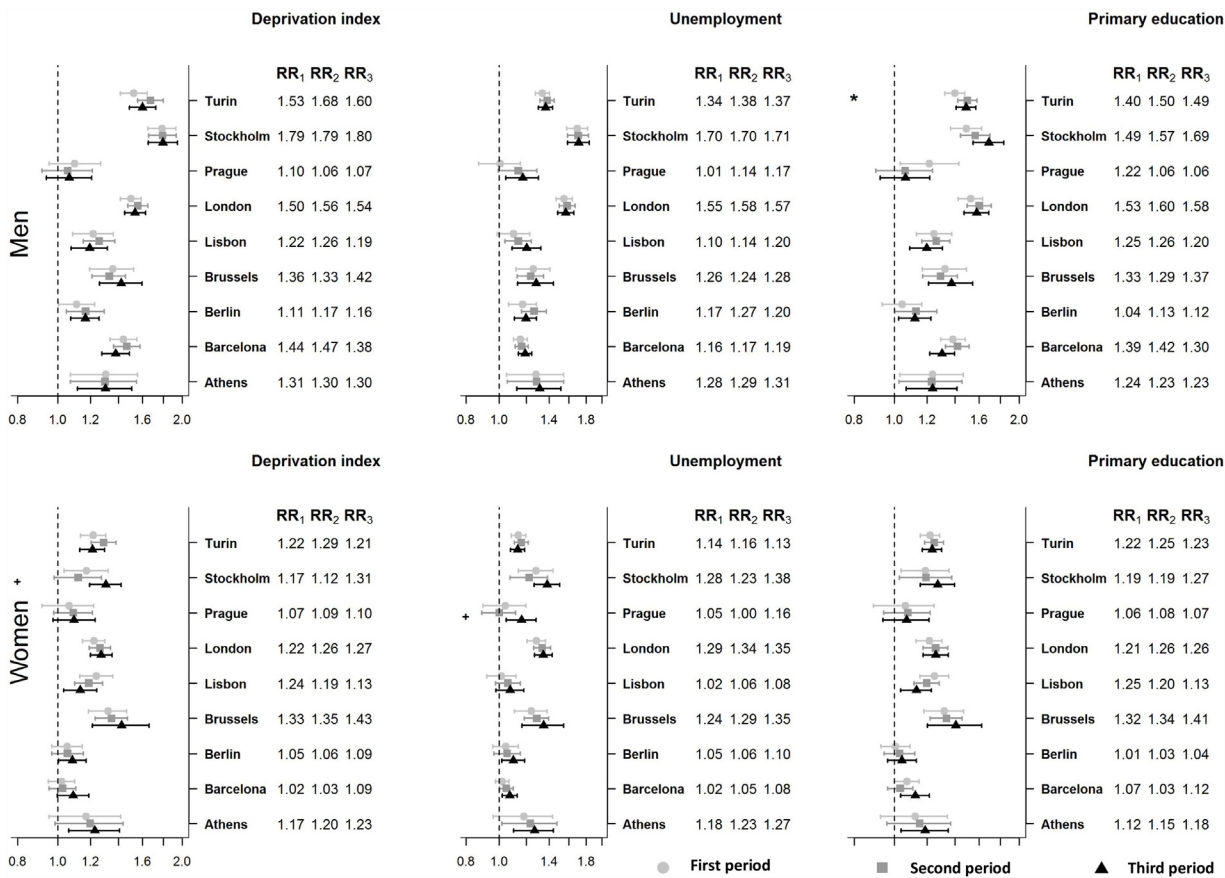 Deprivation index Unemployment Primary education
RR1 RR2 RR3 RR1 RR2 RR3 RR1 RR2 RR3
Turin 1.53 1.68 1.60 Turin 1.34 1.38 1.37 * Turin 1.40 1.50 1.49
Stockholm 1.79 1.79 1.80 Stockholm 1.70 1.70 1.71 Stockholm 1.49 1.57 1.69
Prague 1.10 1.06 1.07 Prague 1.01 1.14 1.17 Prague 1.22 1.06 1.06
London 1.50 1.56 1.54 London 1.55 1.58 1.57 London 1.53 1.60 1.58
Men
Lisbon 1.22 1.26 1.19 Lisbon 1.10 1.14 1.20 Lisbon 1.25 1.26 1.20
Brussels 1.36 1.33 1.42 Brussels 1.26 1.24 1.28 Brussels 1.33 1.29 1.37
Berlin 1.11 1.17 1.16 Berlin 1.17 1.27 1.20 Berlin 1.04 1.13 1.12
Barcelona 1.44 1.47 1.38 Barcelona 1.16 1.17 1.19 Barcelona 1.39 1.42 1.30
Athens 1.31 1.30 1.30 Athens 1.28 1.29 1.31 Athens 1.24 1.23 1.23
0.8 1.0 1.2 1.6 2.0 0.8 1.0 1.4 1.8 0.8 1.0 1.2 1.6 2.0
Deprivation index Unemployment Primary education
RR1 RR2 RR3 RR1 RR2 RR3 RR1 RR2 RR3
Turin 1.22 1.29 1.21 Turin 1.14 1.16 1.13 Turin 1.22 1.25 1.23
+ Stockholm 1.17 1.12 1.31 Stockholm 1.28 1.23 1.38 Stockholm 1.19 1.19 1.27
Prague 1.07 1.09 1.10 + Prague 1.05 1.00 1.16 Prague 1.06 1.08 1.07
London 1.22 1.26 1.27 London 1.29 1.34 1.35 London 1.21 1.26 1.26
Women
Lisbon 1.24 1.19 1.13 Lisbon 1.02 1.06 1.08 Lisbon 1.25 1.20 1.13
Brussels 1.33 1.35 1.43 Brussels 1.24 1.29 1.35 Brussels 1.32 1.34 1.41
Berlin 1.05 1.06 1.09 Berlin 1.05 1.06 1.10 Berlin 1.01 1.03 1.04
Barcelona 1.02 1.03 1.09 Barcelona 1.02 1.05 1.08 Barcelona 1.07 1.03 1.12
Athens 1.17 1.20 1.23 Athens 1.18 1.23 1.27 Athens 1.12 1.15 1.18
0.8 1.0 1.2 1.6 2.0 0.8 1.0 1.4 1.8 0.8 1.0 1.2 1.6 2.0
First period Second period Third period